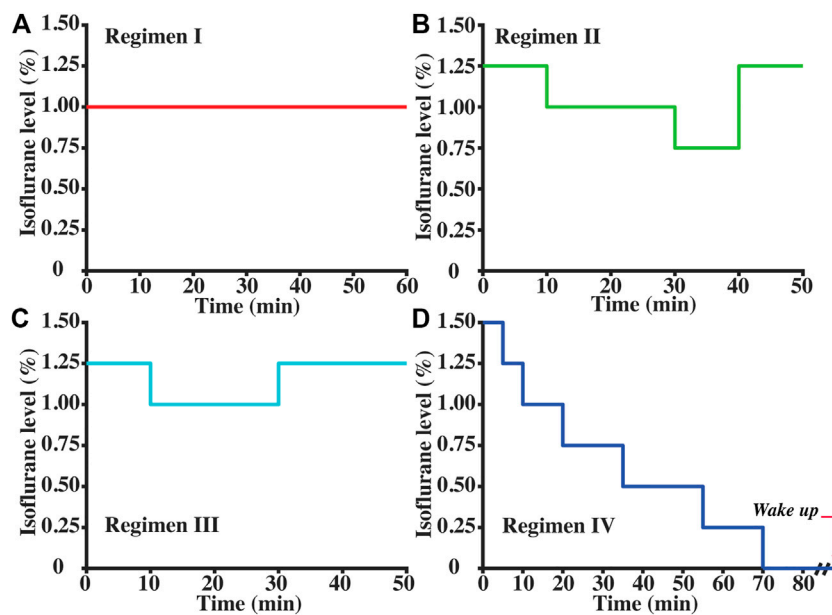 A
Regimen I
Isoflurane level (%)
1.50
1.25
1.00
0.75
0.50
0.25
0
0 10 20 30 40 50 60
Time (min)
B
Regimen II
Isoflurane level (%)
1.50
1.25
1.00
0.75
0.50
0.25
0
0 10 20 30 40 50
Time (min)
C
Regimen III
Isoflurane level (%)
1.50
1.25
1.00
0.75
0.50
0.25
0
0 10 20 30 40 50
Time (min)
D
Regimen IV
Wake up
Isoflurane level (%)
1.50
1.25
1.00
0.75
0.50
0.25
0
0 10 20 30 40 50 60 70 80
Time (min)